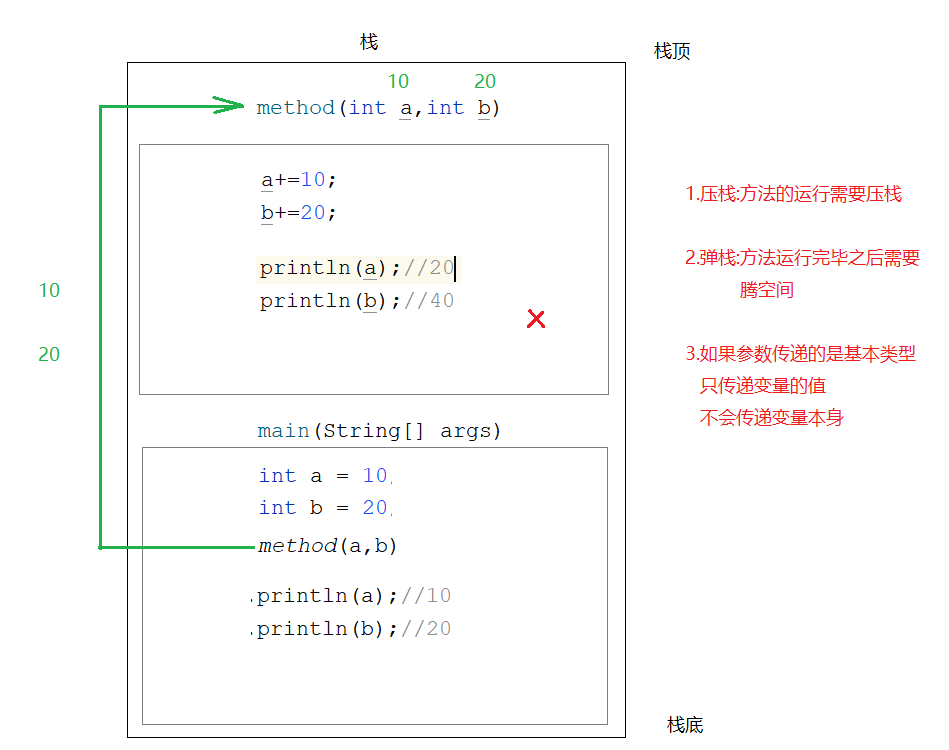 栈
栈顶
10 20
method(int a,int b)
a+=10;
b+=20;
println(a);//20
println(b);//40
10
20
main(String[] args)
int a = 10
int b = 20
method(a,b)
.println(a);//10
.println(b);//20
栈底
1.压栈:方法的运行需要压栈
2.弹栈:方法运行完毕之后需要
腾空间
3.如果参数传递的是基本类型
只传递变量的值
不会传递变量本身